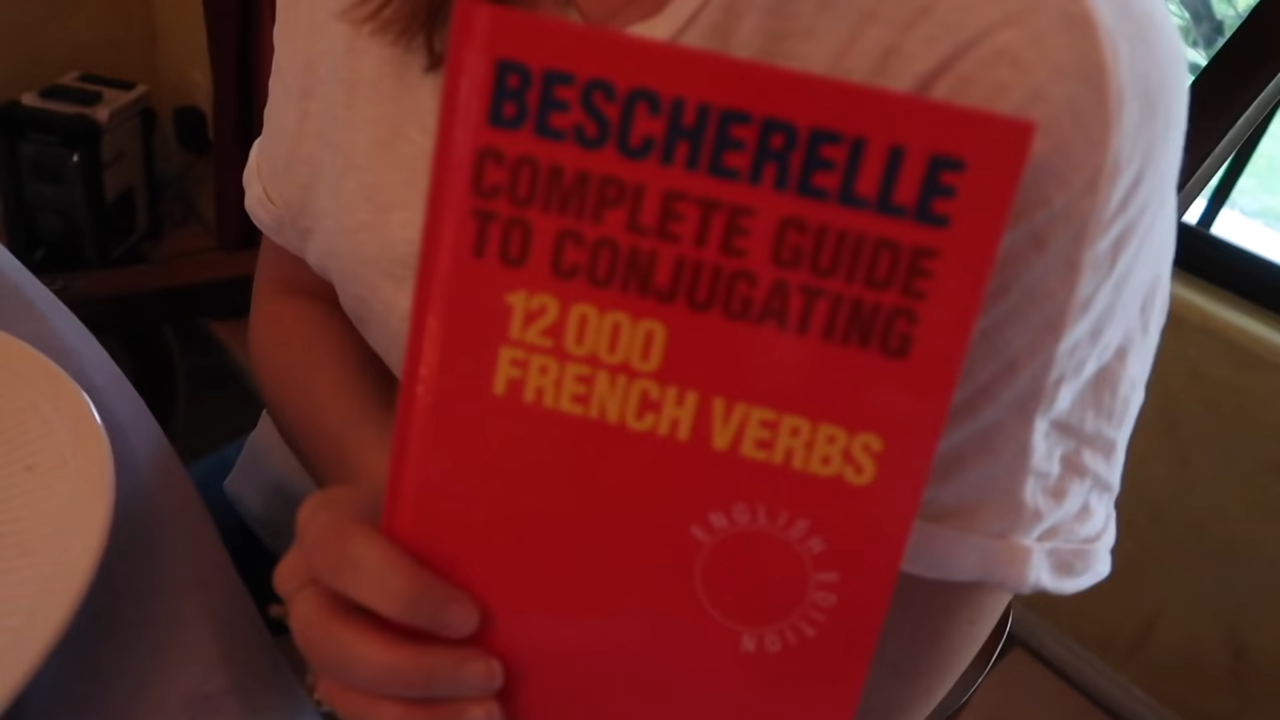 BESCHERELLE
COMPLETE GUIDE
TO CONJUGATING
12 000
FRENCH VERBS
ENGLISH EDITION